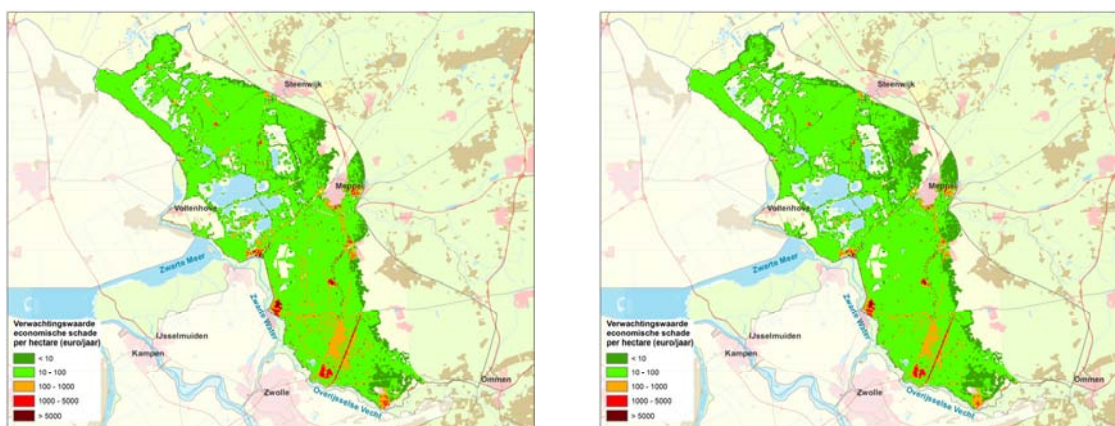 Steenwijk
Meppel
Vollenhove
Zwarte Meer
Zwarte Water
Verwachtingswaarde
economische schade
per hectare (euro/jaar)
< 10
10 - 100
100 - 1000
1000 - 5000
> 5000
IJsselmuiden
Kampen
Zwolle
Overijsselse Vecht
Ommen
Steenwijk
Meppel
Vollenhove
Zwarte Meer
Zwarte Water
Verwachtingswaarde
economische schade
per hectare (euro/jaar)
< 10
10 - 100
100 - 1000
1000 - 5000
> 5000
IJsselmuiden
Kampen
Zwolle
Overijsselse Vecht
Ommen